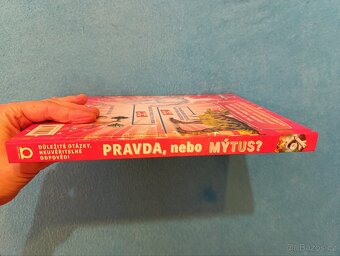 DŮLEŽITÉ OTÁZKY,
NEUVĚŘITELNÉ
ODPOVĚDI
PRAVDA, nebo MÝTUS?
Bazos.cz